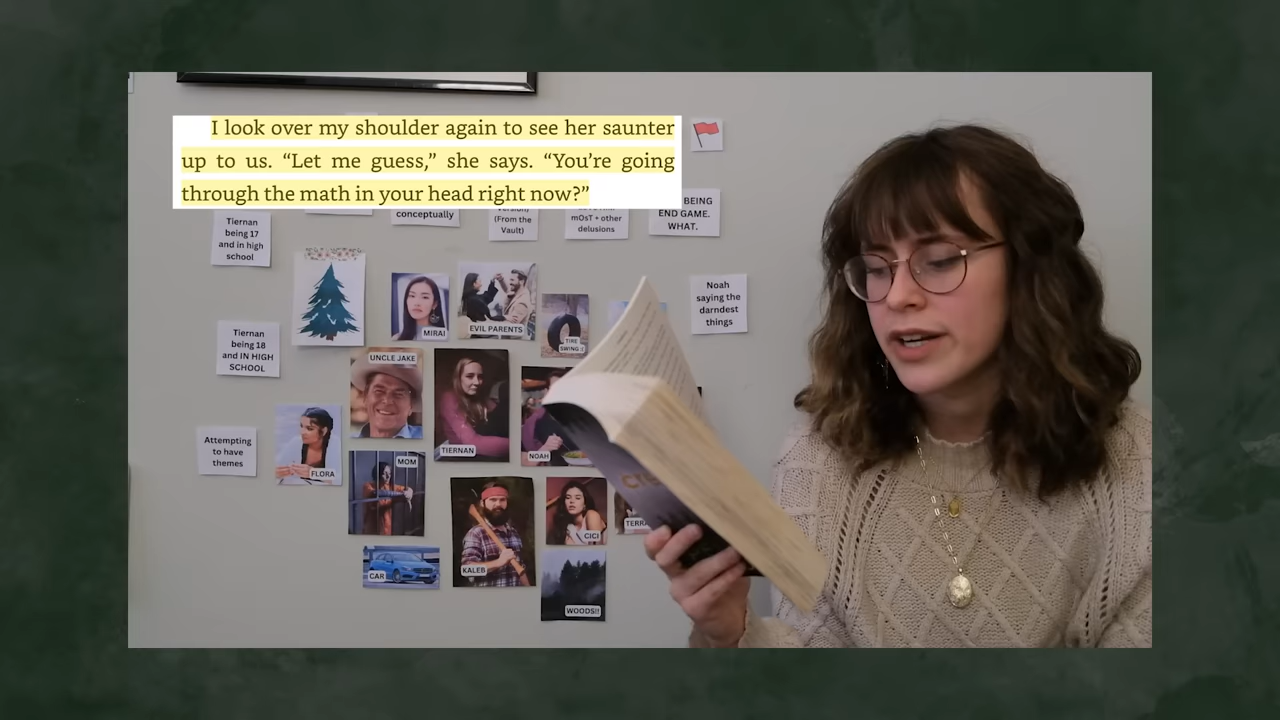 I look over my shoulder again to see her saunter
up to us. “Let me guess,” she says. “You’re going
through the math in your head right now?”
BEING
END GAME.
WHAT.
conceptually
(From the
Vault)
mOsT + other
delusions
Tiernan
being 17
and in high
school
Noah
saying the
darndest
things
MIRAI
EVIL PARENTS
TIRE
SWING :(
Tiernan
being 18
and IN HIGH
SCHOOL
UNCLE JAKE
TIERNAN
NOAH
Attempting
to have
themes
FLORA
MOM
KALEB
CICI
CAR
WOODS!!